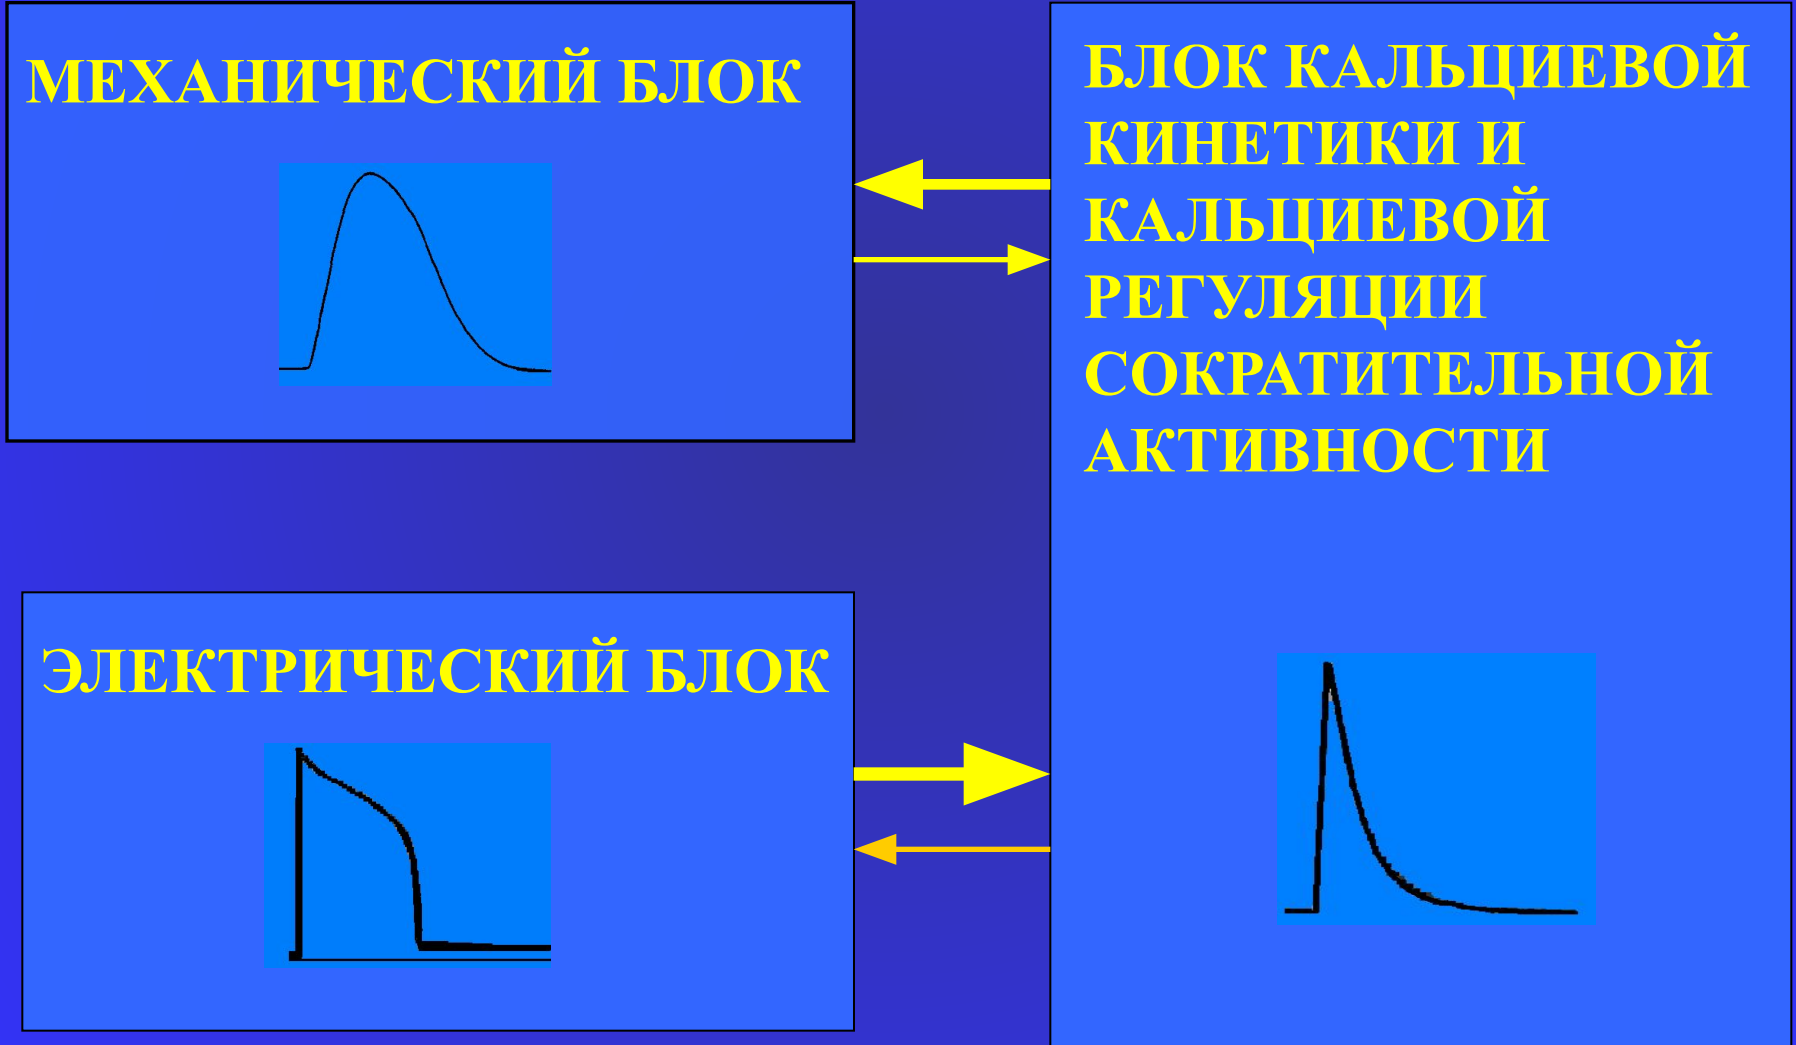 МЕХАНИЧЕСКИЙ БЛОК
БЛОК КАЛЬЦИЕВОЙ
КИНЕТИКИ И
КАЛЬЦИЕВОЙ
РЕГУЛЯЦИИ
СОКРАТИТЕЛЬНОЙ
АКТИВНОСТИ
ЭЛЕКТРИЧЕСКИЙ БЛОК